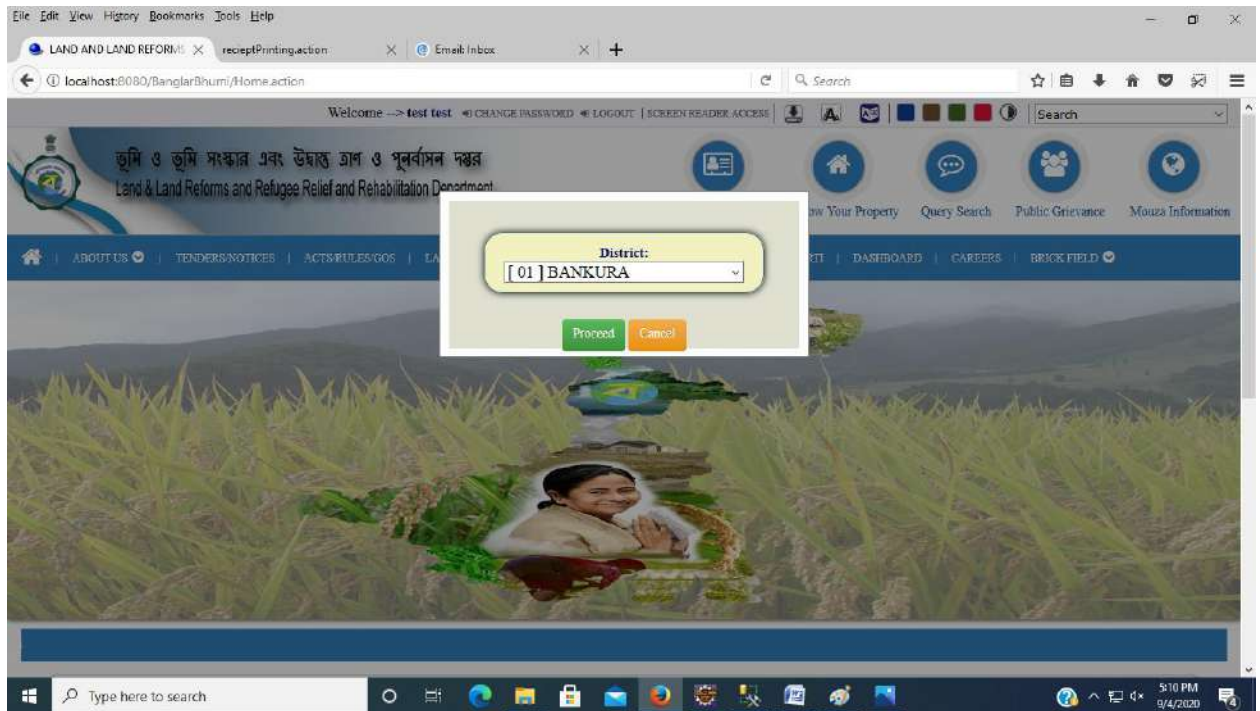 File Edit View History Bookmarks Tools Help
LAND AND LAND REFORMS
recieptPrinting.action
Email: Inbox
localhost:8080/BanglarBhumi/Home.action
Search
Welcome ---> test test CHANGE PASSWORD LOGOUT | SCREEN READER ACCESS
A
Search
ভূমি ও ভূমি সংস্কার এবং উদ্বাস্তু ত্রাণ ও পূনর্বাসন দপ্তর
Land & Land Reforms and Refugee Relief and Rehabilitation Department
Your Property Query Search Public Grievance Mouza Information
ABOUT US | TENDERS/NOTICES | ACTS/RULES/GOS | RTI | DASHBOARD | CAREERS | BRICK FIELD
District:
[ 01 ] BANKURA
Proceed Cancel
Type here to search
5:10 PM
9/4/2020